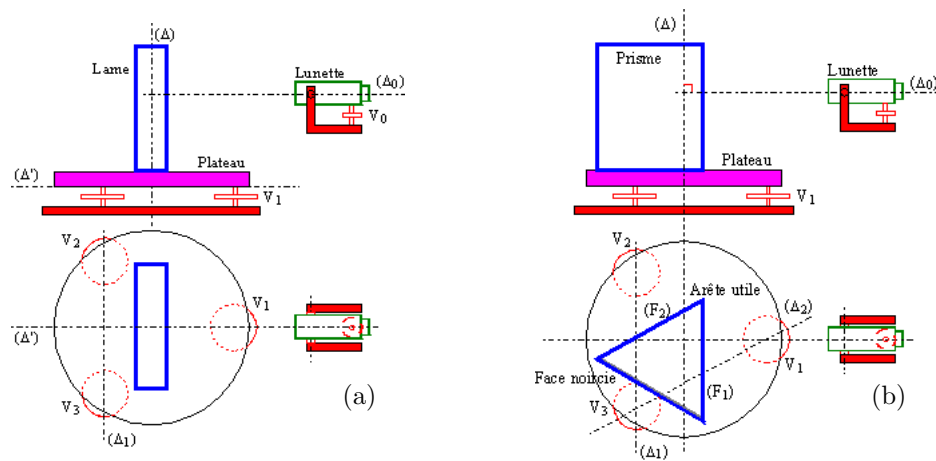 (Δ)
Lame
Lunette
(Δ₀)
V₀
Plateau
(Δ')
V₁
V₂
V₁
(Δ')
V₃
(Δ₁)
(a)
(Δ)
Prisme
Lunette
(Δ₀)
Plateau
V₁
V₂
Arête utile
(F₂)
(Δ₂)
V₁
Face noircie
(F₁)
V₃
(Δ₁)
(b)